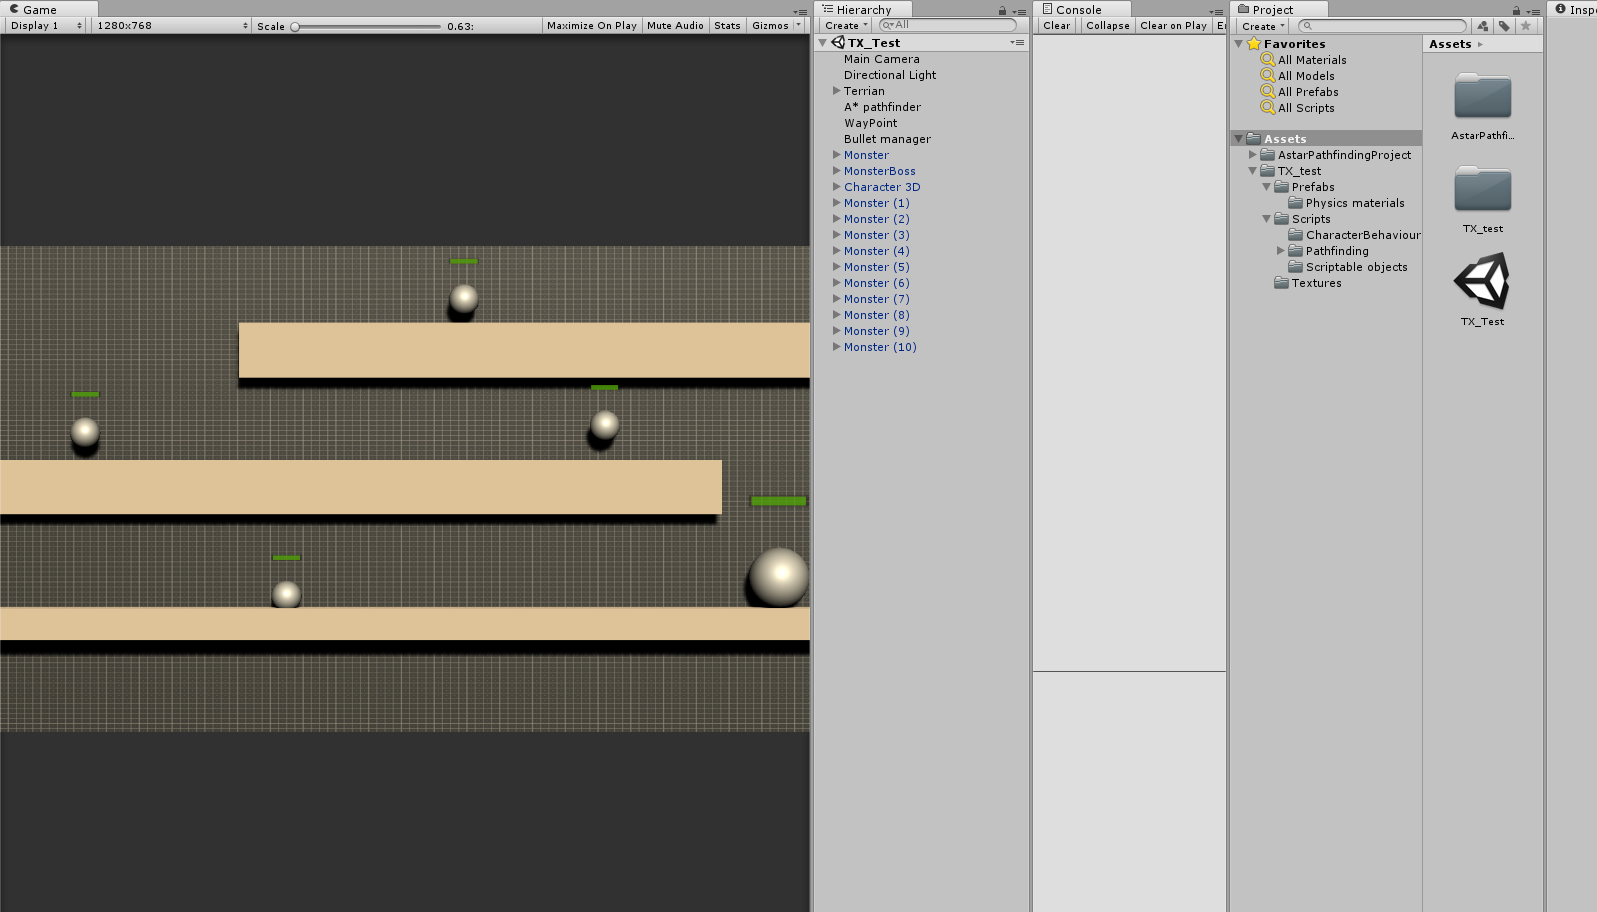 Game
Display 1
1280x768
Scale
0.63:
Maximize On Play
Mute Audio
Stats
Gizmos
Hierarchy
Create
All
TX_Test
Main Camera
Directional Light
Terrian
A* pathfinder
WayPoint
Bullet manager
Monster
MonsterBoss
Character 3D
Monster (1)
Monster (2)
Monster (3)
Monster (4)
Monster (5)
Monster (6)
Monster (7)
Monster (8)
Monster (9)
Monster (10)
Console
Clear
Collapse
Clear on Play
Project
Create
Favorites
All Materials
All Models
All Prefabs
All Scripts
Assets
AstarPathfindingProject
TX_test
Prefabs
Physics materials
Scripts
CharacterBehaviour
Pathfinding
Scriptable objects
Textures
Assets
AstarPathfi...
TX_test
TX_Test
Inspe